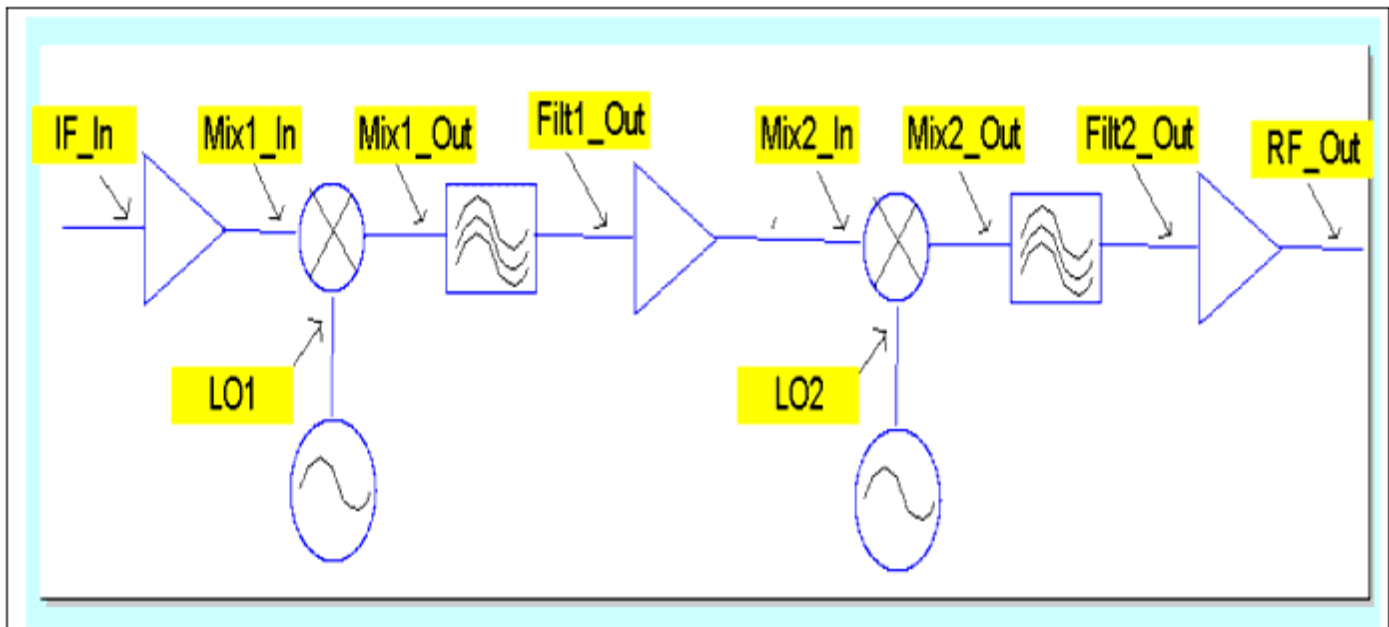 IF_In
Mix1_In
Mix1_Out
Filt1_Out
Mix2_In
Mix2_Out
Filt2_Out
RF_Out
LO1
LO2